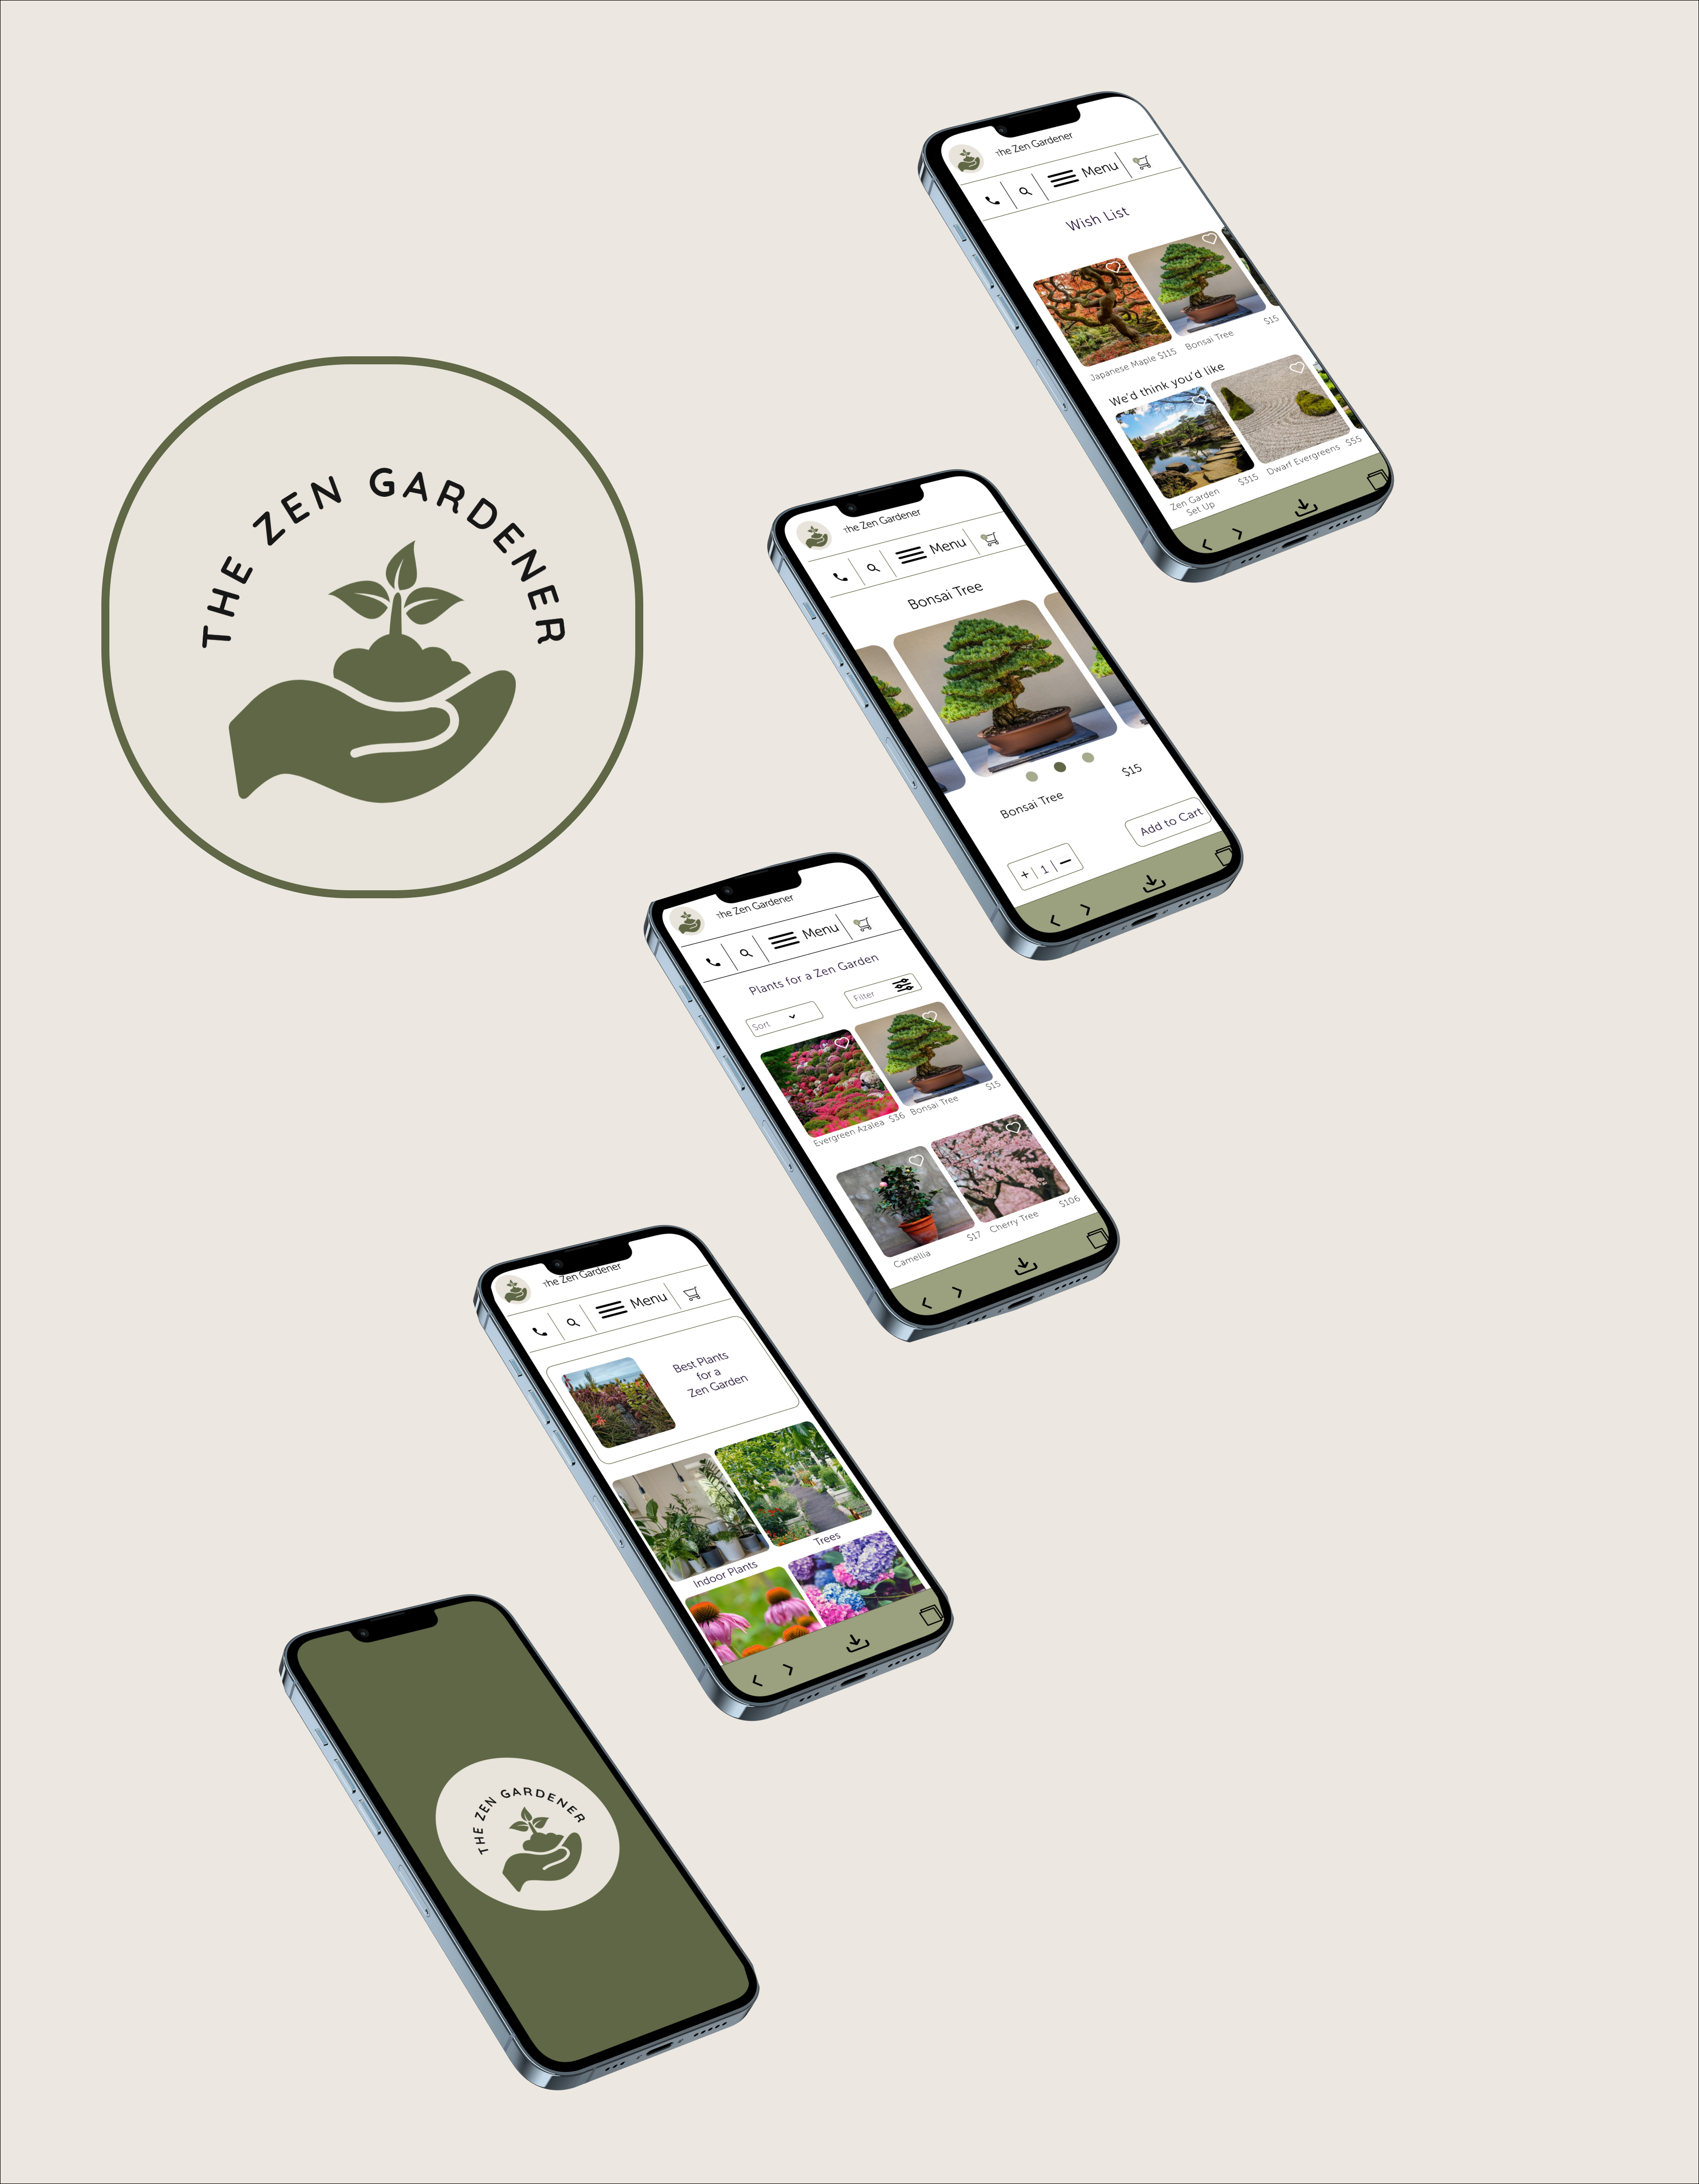 THE ZEN GARDENER
The Zen Gardener
Menu
Wish List
Japanese Maple $115
Bonsai Tree $15
We'd think you'd like
Zen Garden $315
Set Up
Dwarf Evergreens $55
The Zen Gardener
Menu
Bonsai Tree
Bonsai Tree $15
+ 1 −
Add to Cart
The Zen Gardener
Menu
Plants for a Zen Garden
Sort
Filter
Evergreen Azalea $36
Bonsai Tree $15
Camellia $17
Cherry Tree $106
The Zen Gardener
Menu
Best Plants
for a
Zen Garden
Indoor Plants
Trees
THE ZEN GARDENER